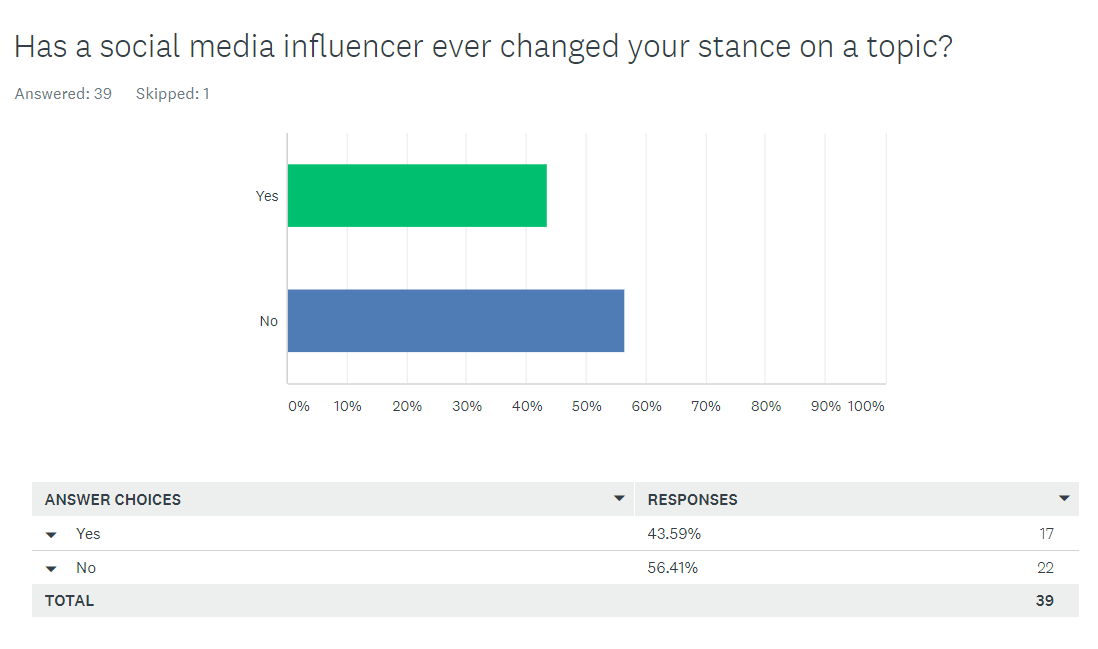 Has a social media influencer ever changed your stance on a topic?
Answered: 39 Skipped: 1
Yes
No
0% 10% 20% 30% 40% 50% 60% 70% 80% 90% 100%
ANSWER CHOICES RESPONSES
Yes 43.59% 17
No 56.41% 22
TOTAL 39